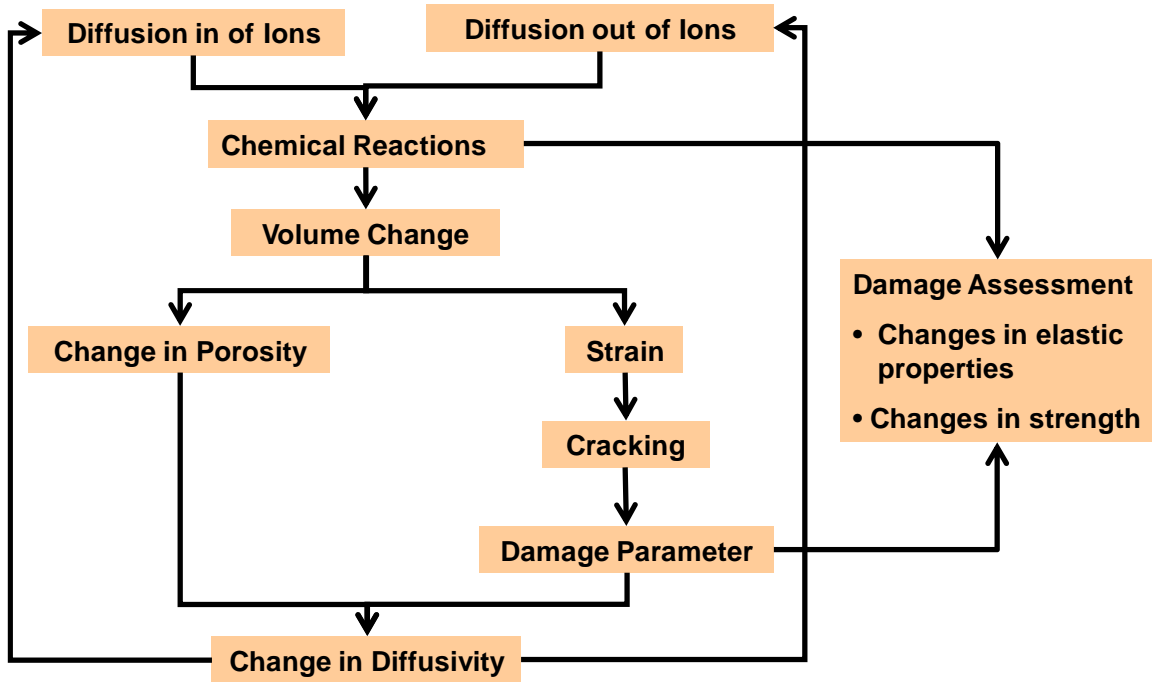 Diffusion in of Ions
Diffusion out of Ions
Chemical Reactions
Volume Change
Change in Porosity
Strain
Cracking
Damage Parameter
Change in Diffusivity
Damage Assessment
• Changes in elastic
properties
• Changes in strength